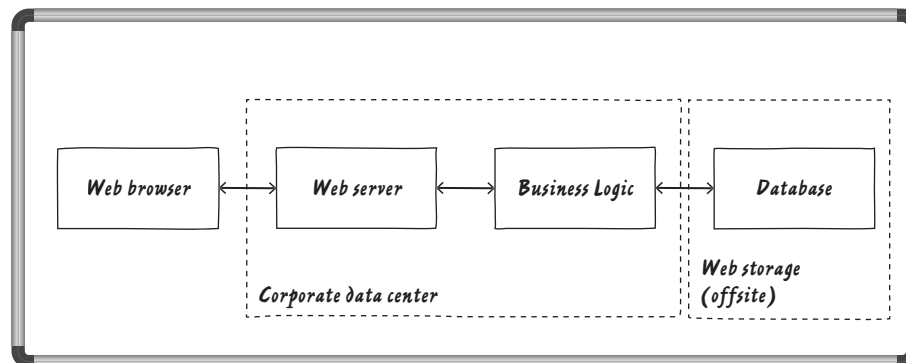 Web browser
Web server
Business Logic
Database
Corporate data center
Web storage
(offsite)